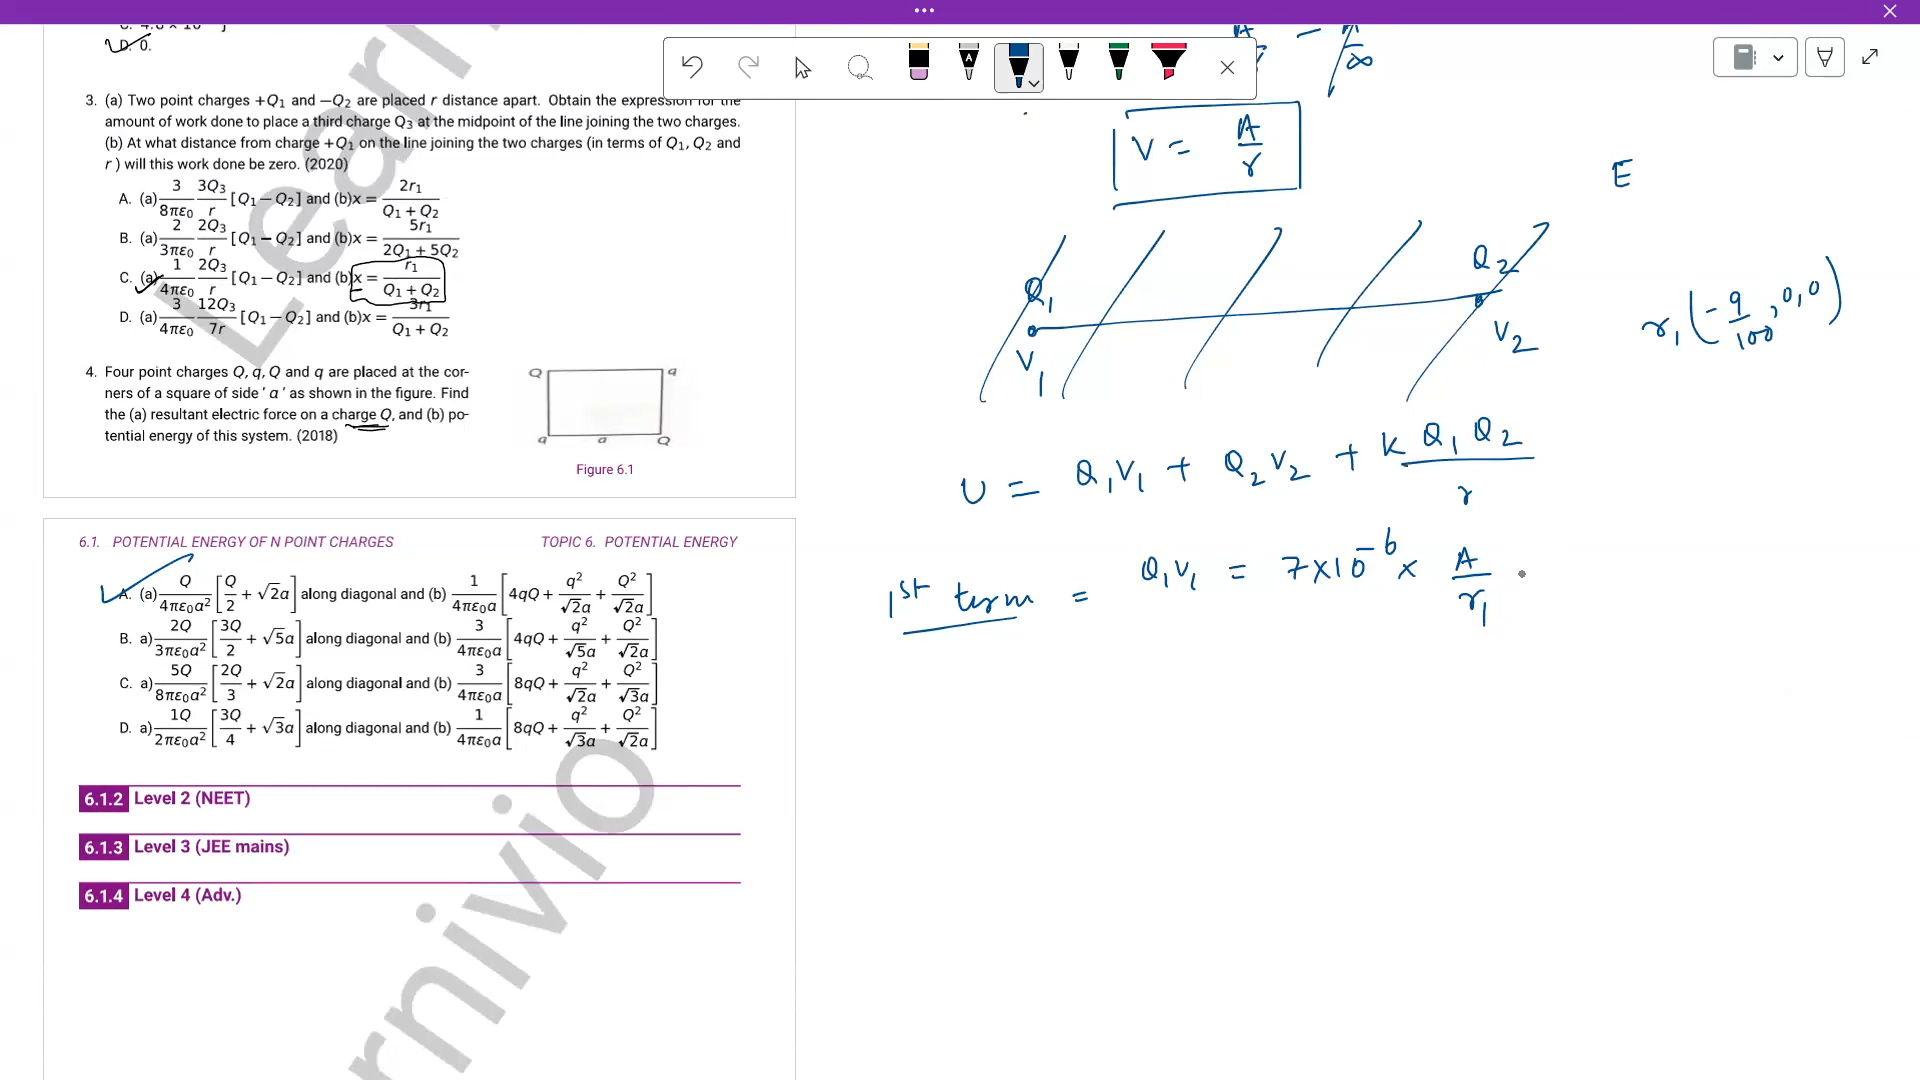 D. 0.
3. (a) Two point charges +Q₁ and −Q₂ are placed r distance apart. Obtain the expression for the
amount of work done to place a third charge Q₃ at the midpoint of the line joining the two charges.
(b) At what distance from charge +Q₁ on the line joining the two charges (in terms of Q₁, Q₂ and
r ) will this work done be zero. (2020)
A. (a) 3/8πε₀ 3Q₃/r [Q₁ − Q₂] and (b)x = 2r₁/(Q₁ + Q₂)
B. (a) 2/3πε₀ 2Q₃/r [Q₁ − Q₂] and (b)x = 5r₁/(2Q₁ + 5Q₂)
C. (a) 1/4πε₀ 2Q₃/r [Q₁ − Q₂] and (b)x = r₁/(Q₁ + Q₂)
D. (a) 3/4πε₀ 12Q₃/7r [Q₁ − Q₂] and (b)x = 3r₁/(Q₁ + Q₂)
4. Four point charges Q, q, Q and q are placed at the cor-
ners of a square of side ' a ' as shown in the figure. Find
the (a) resultant electric force on a charge Q, and (b) po-
tential energy of this system. (2018)
Q q
q a Q
Figure 6.1
6.1. POTENTIAL ENERGY OF N POINT CHARGES TOPIC 6. POTENTIAL ENERGY
A. (a) Q/4πε₀a² [Q/2 + √2a] along diagonal and (b) 1/4πε₀a [4qQ + q²/√2a + Q²/√2a]
B. a) 2Q/3πε₀a² [3Q/2 + √5a] along diagonal and (b) 3/4πε₀a [4qQ + q²/√5a + Q²/√2a]
C. a) 5Q/8πε₀a² [2Q/3 + √2a] along diagonal and (b) 3/4πε₀a [8qQ + q²/√2a + Q²/√3a]
D. a) 1Q/2πε₀a² [3Q/4 + √3a] along diagonal and (b) 1/4πε₀a [8qQ + q²/√3a + Q²/√2a]
6.1.2 Level 2 (NEET)
6.1.3 Level 3 (JEE mains)
6.1.4 Level 4 (Adv.)
V = A/r
E
Q₁ Q₂
V₁ V₂
r₁ (-9/100, 0, 0)
U = Q₁V₁ + Q₂V₂ + k Q₁Q₂/r
1st term = Q₁V₁ = 7×10⁻⁶ × A/r₁